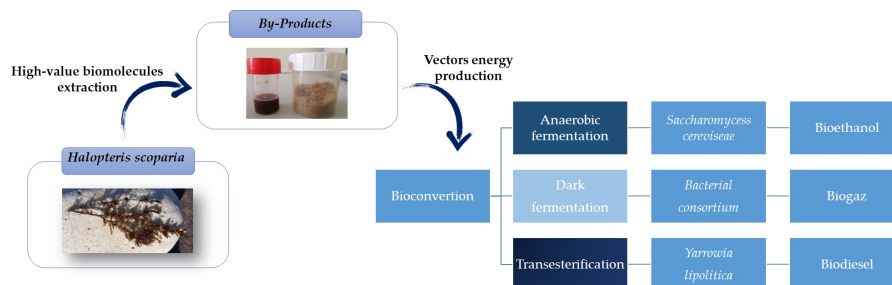 By-Products
High-value biomolecules
extraction
Vectors energy
production
Halopteris scoparia
Bioconvertion
Anaerobic
fermentation
Saccharomycess
cereviseae
Bioethanol
Dark
fermentation
Bacterial
consortium
Biogaz
Transesterification
Yarrowia
lipolitica
Biodiesel